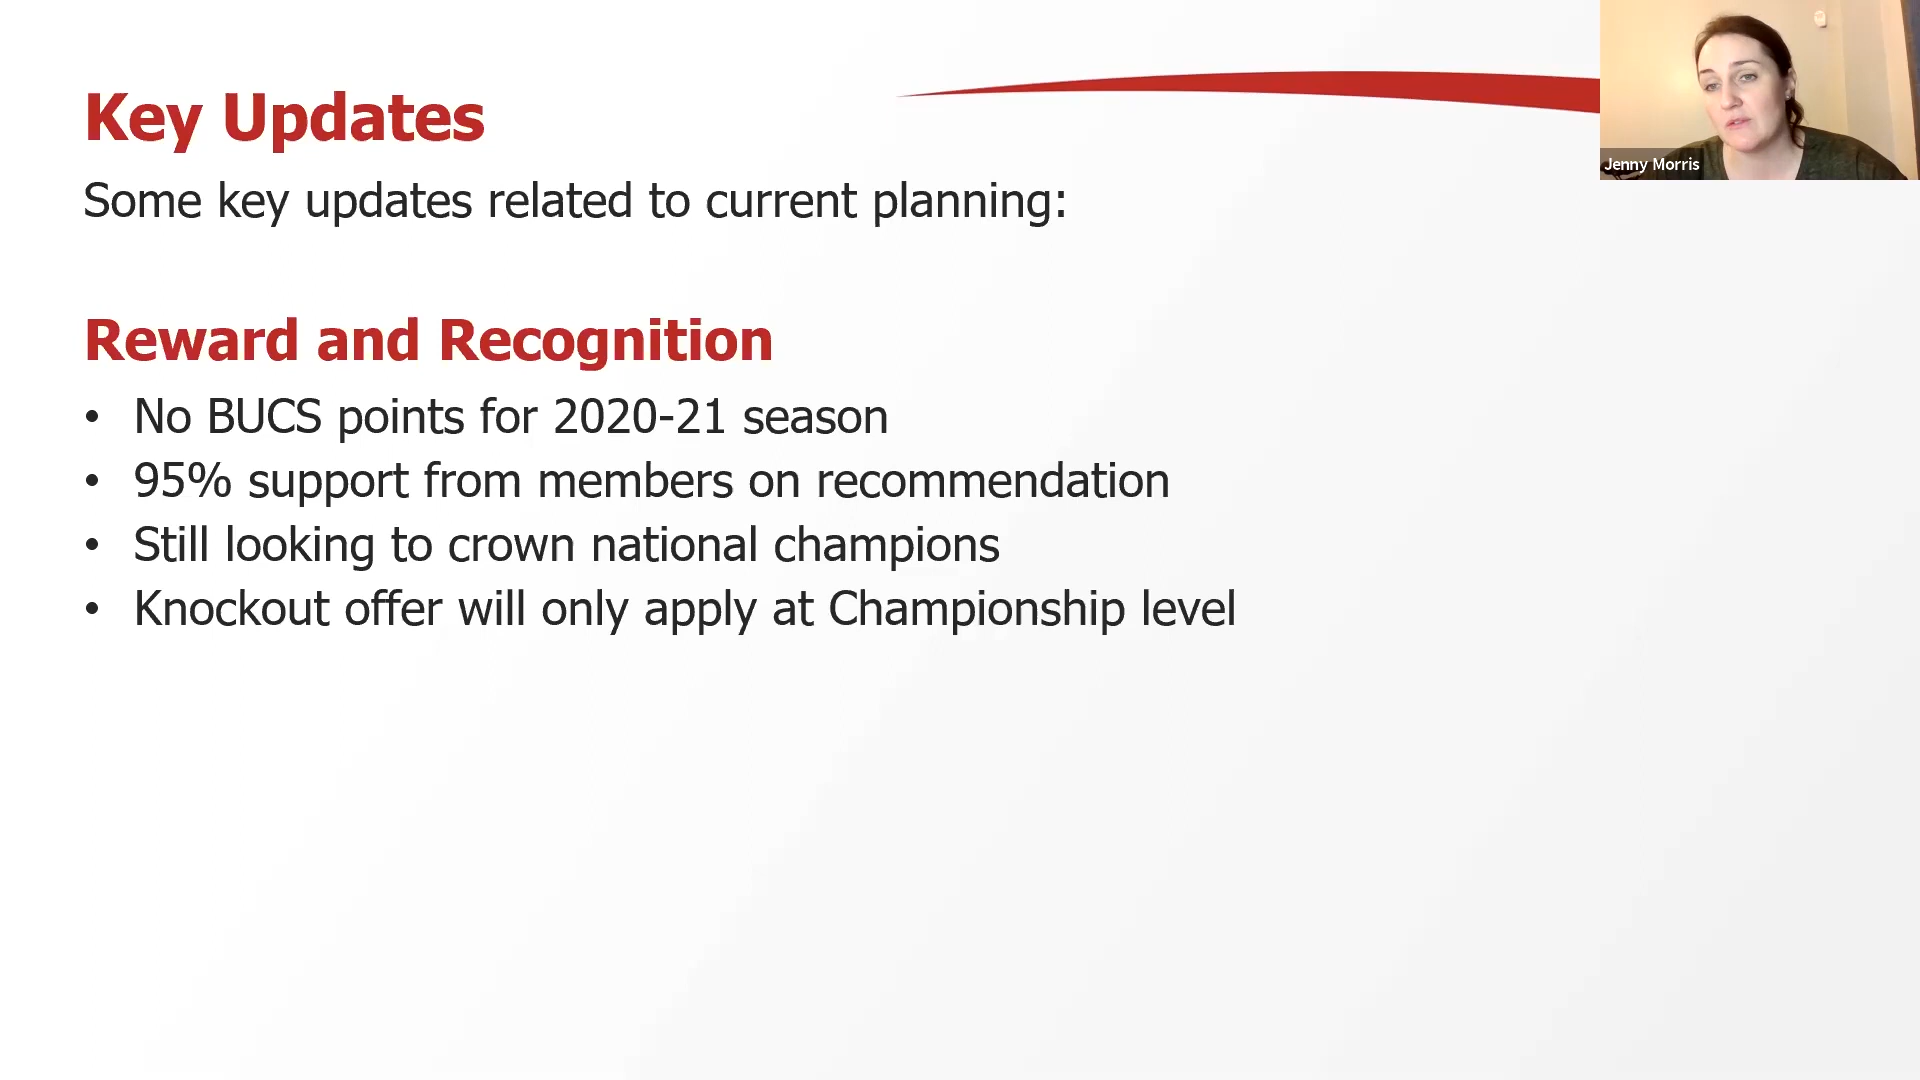 Key Updates
Some key updates related to current planning:
Reward and Recognition
• No BUCS points for 2020-21 season
• 95% support from members on recommendation
• Still looking to crown national champions
• Knockout offer will only apply at Championship level
Jenny Morris